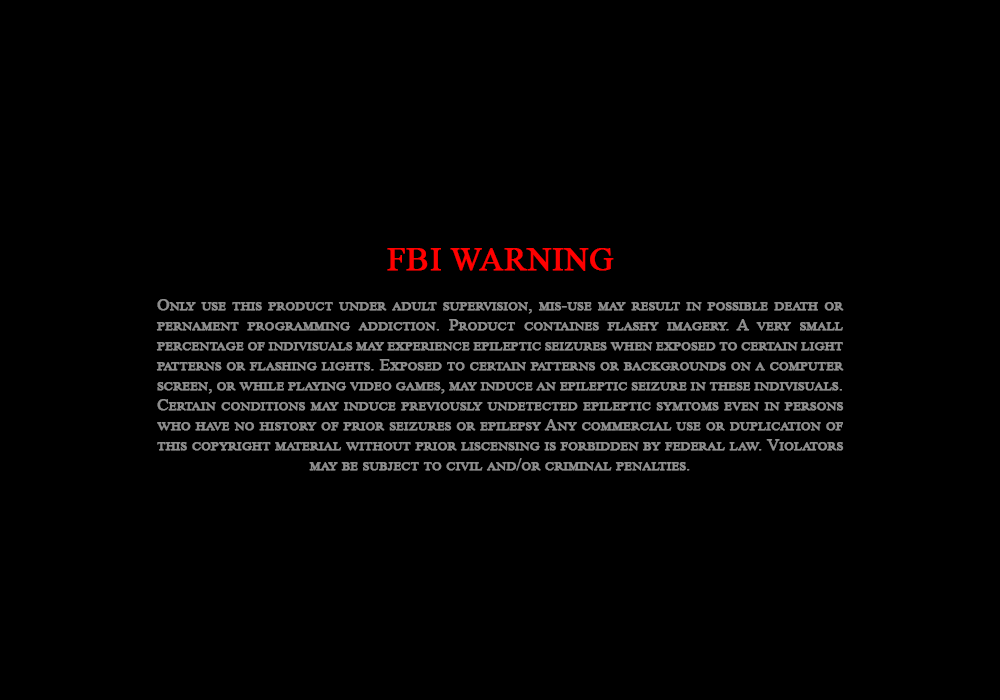 FBI WARNING
Only use this product under adult supervision, mis-use may result in possible death or
pernament programming addiction. Product containes flashy imagery. A very small
percentage of indivisuals may experience epileptic seizures when exposed to certain light
patterns or flashing lights. Exposed to certain patterns or backgrounds on a computer
screen, or while playing video games, may induce an epileptic seizure in these indivisuals.
Certain conditions may induce previously undetected epileptic symtoms even in persons
who have no history of prior seizures or epilepsy Any commercial use or duplication of
this copyright material without prior liscensing is forbidden by federal law. Violators
may be subject to civil and/or criminal penalties.